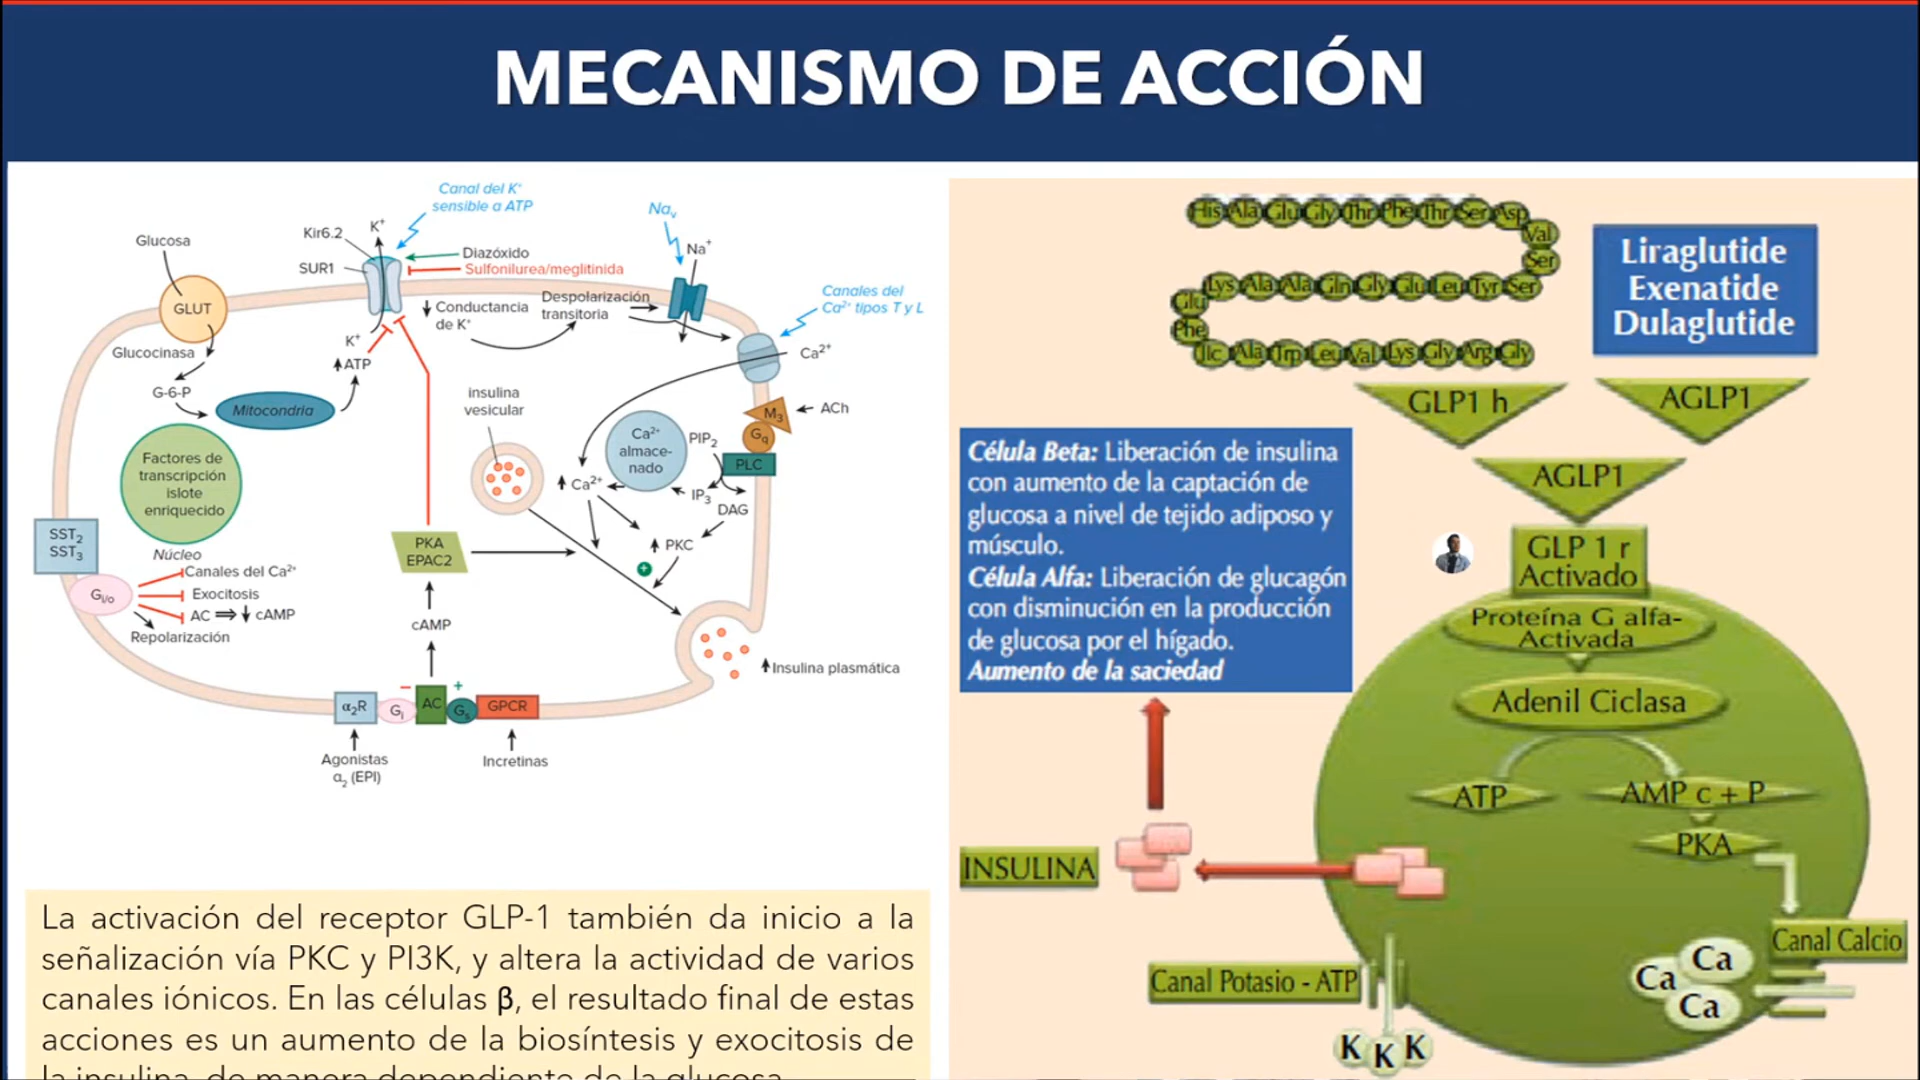 MECANISMO DE ACCIÓN
Canal del K⁺
sensible a ATP
Naᵥ
K⁺
Kir6.2
Glucosa
SUR1
Diazóxido
Sulfonilurea/meglitinida
Na⁺
GLUT
Conductancia
de K⁺
Despolarización
transitoria
Canales del
Ca²⁺ tipos T y L
Glucocinasa
K⁺
ATP
Ca²⁺
G-6-P
Mitocondria
insulina
vesicular
M₃
ACh
Gq
Ca²⁺
almace-
nado
PIP₂
PLC
Factores de
transcripción
islote
enriquecido
Núcleo
Ca²⁺
IP₃
DAG
PKC
+
SST₂
SST₃
PKA
EPAC2
Gi/o
Canales del Ca²⁺
Exocitosis
AC ⟹ ↓ cAMP
Repolarización
cAMP
Insulina plasmática
α₂R
Gi
−
AC
+
Gs
GPCR
Agonistas
α₂ (EPI)
Incretinas
La activación del receptor GLP-1 también da inicio a la
señalización vía PKC y PI3K, y altera la actividad de varios
canales iónicos. En las células β, el resultado final de estas
acciones es un aumento de la biosíntesis y exocitosis de
la insulina, de manera dependiente de la glucosa.
His Ala Glu Gly Thr Phe Thr Ser Asp
Val
Ser
Lys Ala Ala Gln Gly Glu Leu Tyr Ser
Glu
Phe
Ilc Ala Trp Leu Val Lys Gly Arg Gly
Liraglutide
Exenatide
Dulaglutide
GLP1 h
AGLP1
AGLP1
GLP 1 r
Activado
Célula Beta: Liberación de insulina
con aumento de la captación de
glucosa a nivel de tejido adiposo y
músculo.
Célula Alfa: Liberación de glucagón
con disminución en la producción
de glucosa por el hígado.
Aumento de la saciedad
Proteína G alfa-
Activada
Adenil Ciclasa
ATP
AMP c + P
PKA
INSULINA
Canal Calcio
Canal Potasio - ATP
Ca
Ca
Ca
K K K